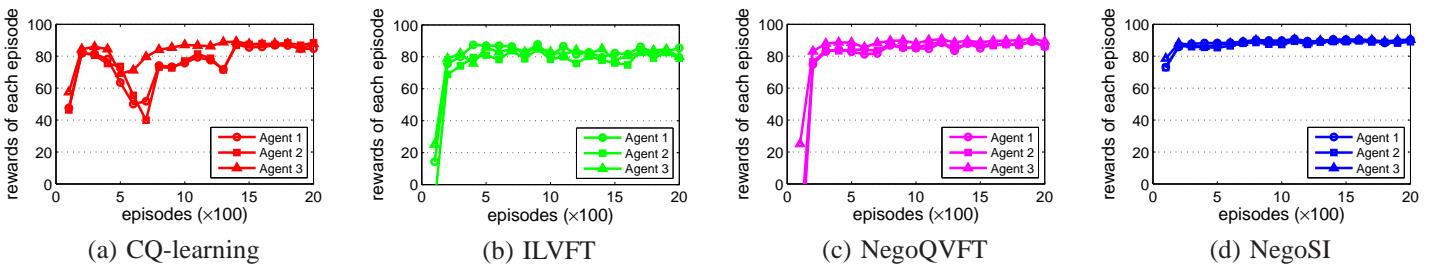 rewards of each episode
100
80
60
40
20
0
0
5
10
15
20
episodes (×100)
Agent 1
Agent 2
Agent 3
(a) CQ-learning
rewards of each episode
100
80
60
40
20
0
0
5
10
15
20
episodes (×100)
Agent 1
Agent 2
Agent 3
(b) ILVFT
rewards of each episode
100
80
60
40
20
0
0
5
10
15
20
episodes (×100)
Agent 1
Agent 2
Agent 3
(c) NegoQVFT
rewards of each episode
100
80
60
40
20
0
0
5
10
15
20
episodes (×100)
Agent 1
Agent 2
Agent 3
(d) NegoSI